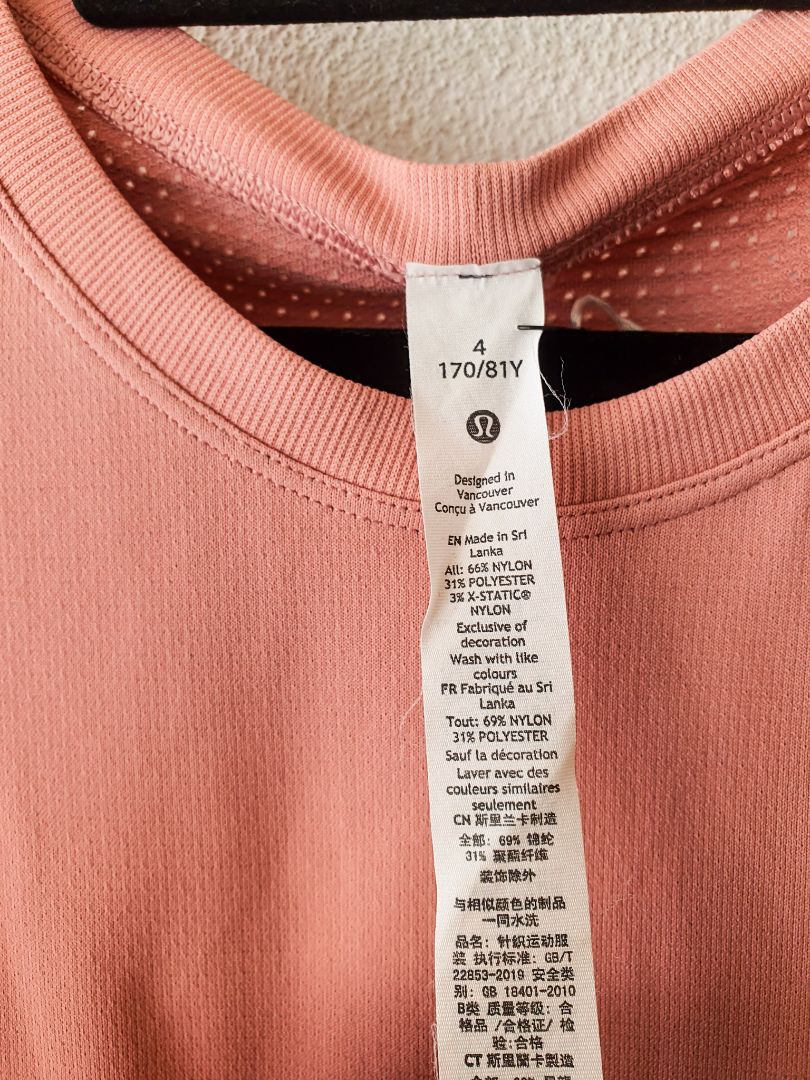 4
170/81Y
Designed in
Vancouver
Conçu à Vancouver
EN Made in Sri
Lanka
All: 66% NYLON
31% POLYESTER
3% X-STATIC®
NYLON
Exclusive of
decoration
Wash with like
colours
FR Fabriqué au Sri
Lanka
Tout: 69% NYLON
31% POLYESTER
Sauf la décoration
Laver avec des
couleurs similaires
seulement
CN 斯里兰卡制造
全部: 69% 锦纶
31% 聚酯纤维
装饰除外
与相似颜色的制品
一同水洗
品名: 针织运动服
装 执行标准: GB/T
22853-2019 安全类
别: GB 18401-2010
B类 质量等级: 合
格品 /合格证/ 检
验:合格
CT 斯里蘭卡製造